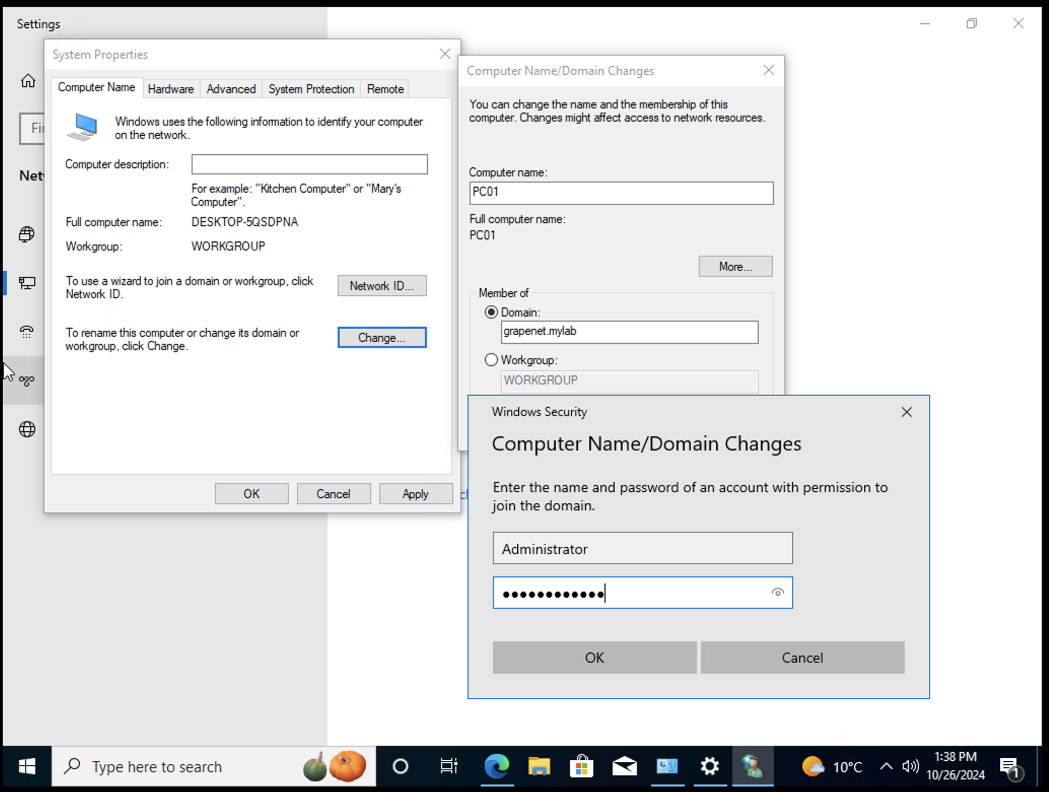 Settings
Fi
Net
System Properties
Computer Name
Hardware
Advanced
System Protection
Remote
Windows uses the following information to identify your computer
on the network.
Computer description:
For example: "Kitchen Computer" or "Mary's
Computer".
Full computer name:
DESKTOP-5QSDPNA
Workgroup:
WORKGROUP
To use a wizard to join a domain or workgroup, click
Network ID.
Network ID...
To rename this computer or change its domain or
workgroup, click Change.
Change...
OK
Cancel
Apply
Computer Name/Domain Changes
You can change the name and the membership of this
computer. Changes might affect access to network resources.
Computer name:
PC01
Full computer name:
PC01
More...
Member of
Domain:
grapenet.mylab
Workgroup:
WORKGROUP
Windows Security
Computer Name/Domain Changes
Enter the name and password of an account with permission to
join the domain.
Administrator
●●●●●●●●●●●●
OK
Cancel
Type here to search
10°C
1:38 PM
10/26/2024
1